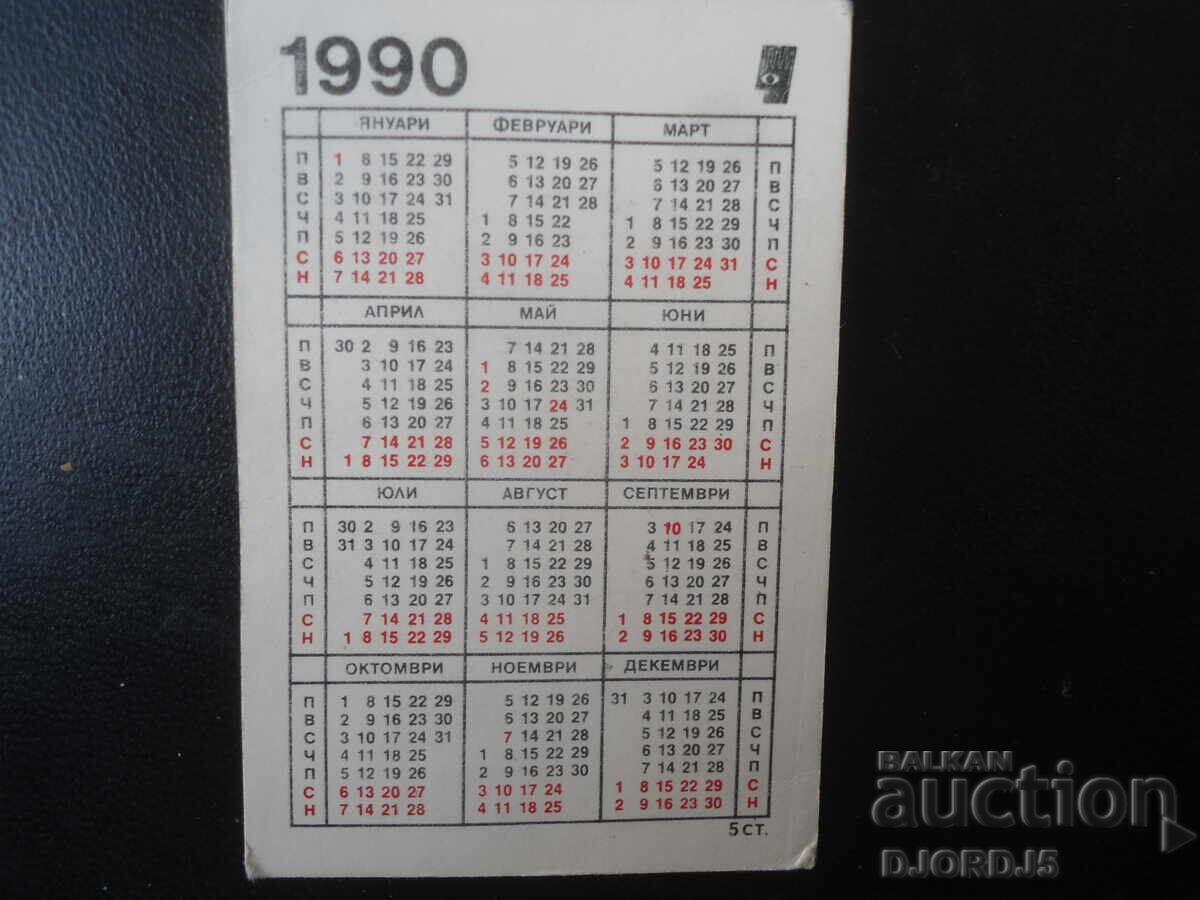 1990
ЯНУАРИ ФЕВРУАРИ МАРТ
П 1 8 15 22 29 5 12 19 26 5 12 19 26 П
В 2 9 16 23 30 6 13 20 27 6 13 20 27 В
С 3 10 17 24 31 7 14 21 28 7 14 21 28 С
Ч 4 11 18 25 1 8 15 22 1 8 15 22 29 Ч
П 5 12 19 26 2 9 16 23 2 9 16 23 30 П
С 6 13 20 27 3 10 17 24 3 10 17 24 31 С
Н 7 14 21 28 4 11 18 25 4 11 18 25 Н
АПРИЛ МАЙ ЮНИ
П 30 2 9 16 23 7 14 21 28 4 11 18 25 П
В 3 10 17 24 1 8 15 22 29 5 12 19 26 В
С 4 11 18 25 2 9 16 23 30 6 13 20 27 С
Ч 5 12 19 26 3 10 17 24 31 7 14 21 28 Ч
П 6 13 20 27 4 11 18 25 1 8 15 22 29 П
С 7 14 21 28 5 12 19 26 2 9 16 23 30 С
Н 1 8 15 22 29 6 13 20 27 3 10 17 24 Н
ЮЛИ АВГУСТ СЕПТЕМВРИ
П 30 2 9 16 23 6 13 20 27 3 10 17 24 П
В 31 3 10 17 24 7 14 21 28 4 11 18 25 В
С 4 11 18 25 1 8 15 22 29 5 12 19 26 С
Ч 5 12 19 26 2 9 16 23 30 6 13 20 27 Ч
П 6 13 20 27 3 10 17 24 31 7 14 21 28 П
С 7 14 21 28 4 11 18 25 1 8 15 22 29 С
Н 1 8 15 22 29 5 12 19 26 2 9 16 23 30 Н
ОКТОМВРИ НОЕМВРИ ДЕКЕМВРИ
П 1 8 15 22 29 5 12 19 26 31 3 10 17 24 П
В 2 9 16 23 30 6 13 20 27 4 11 18 25 В
С 3 10 17 24 31 7 14 21 28 5 12 19 26 С
Ч 4 11 18 25 1 8 15 22 29 6 13 20 27 Ч
П 5 12 19 26 2 9 16 23 30 7 14 21 28 П
С 6 13 20 27 3 10 17 24 1 8 15 22 29 С
Н 7 14 21 28 4 11 18 25 2 9 16 23 30 Н
5 СТ.
BALKAN
auction
DJORDJ5